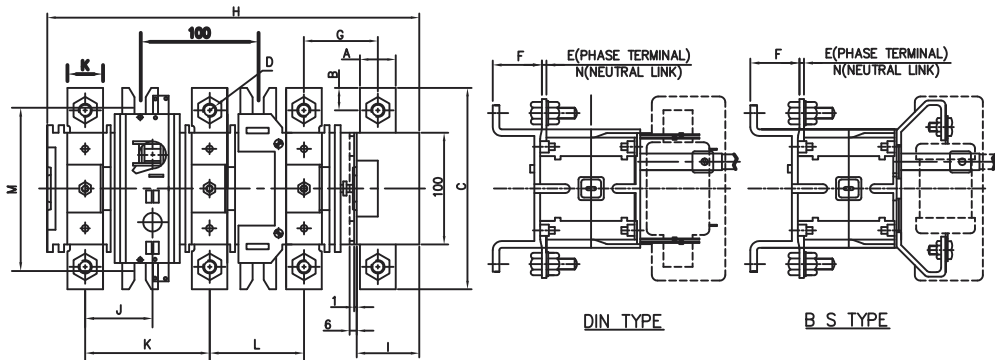 H
100
G
A
K
D
B
M
100
C
J
1
6
K
L
I
F
E(PHASE TERMINAL)
N(NEUTRAL LINK)
DIN TYPE
F
E(PHASE TERMINAL)
N(NEUTRAL LINK)
B S TYPE